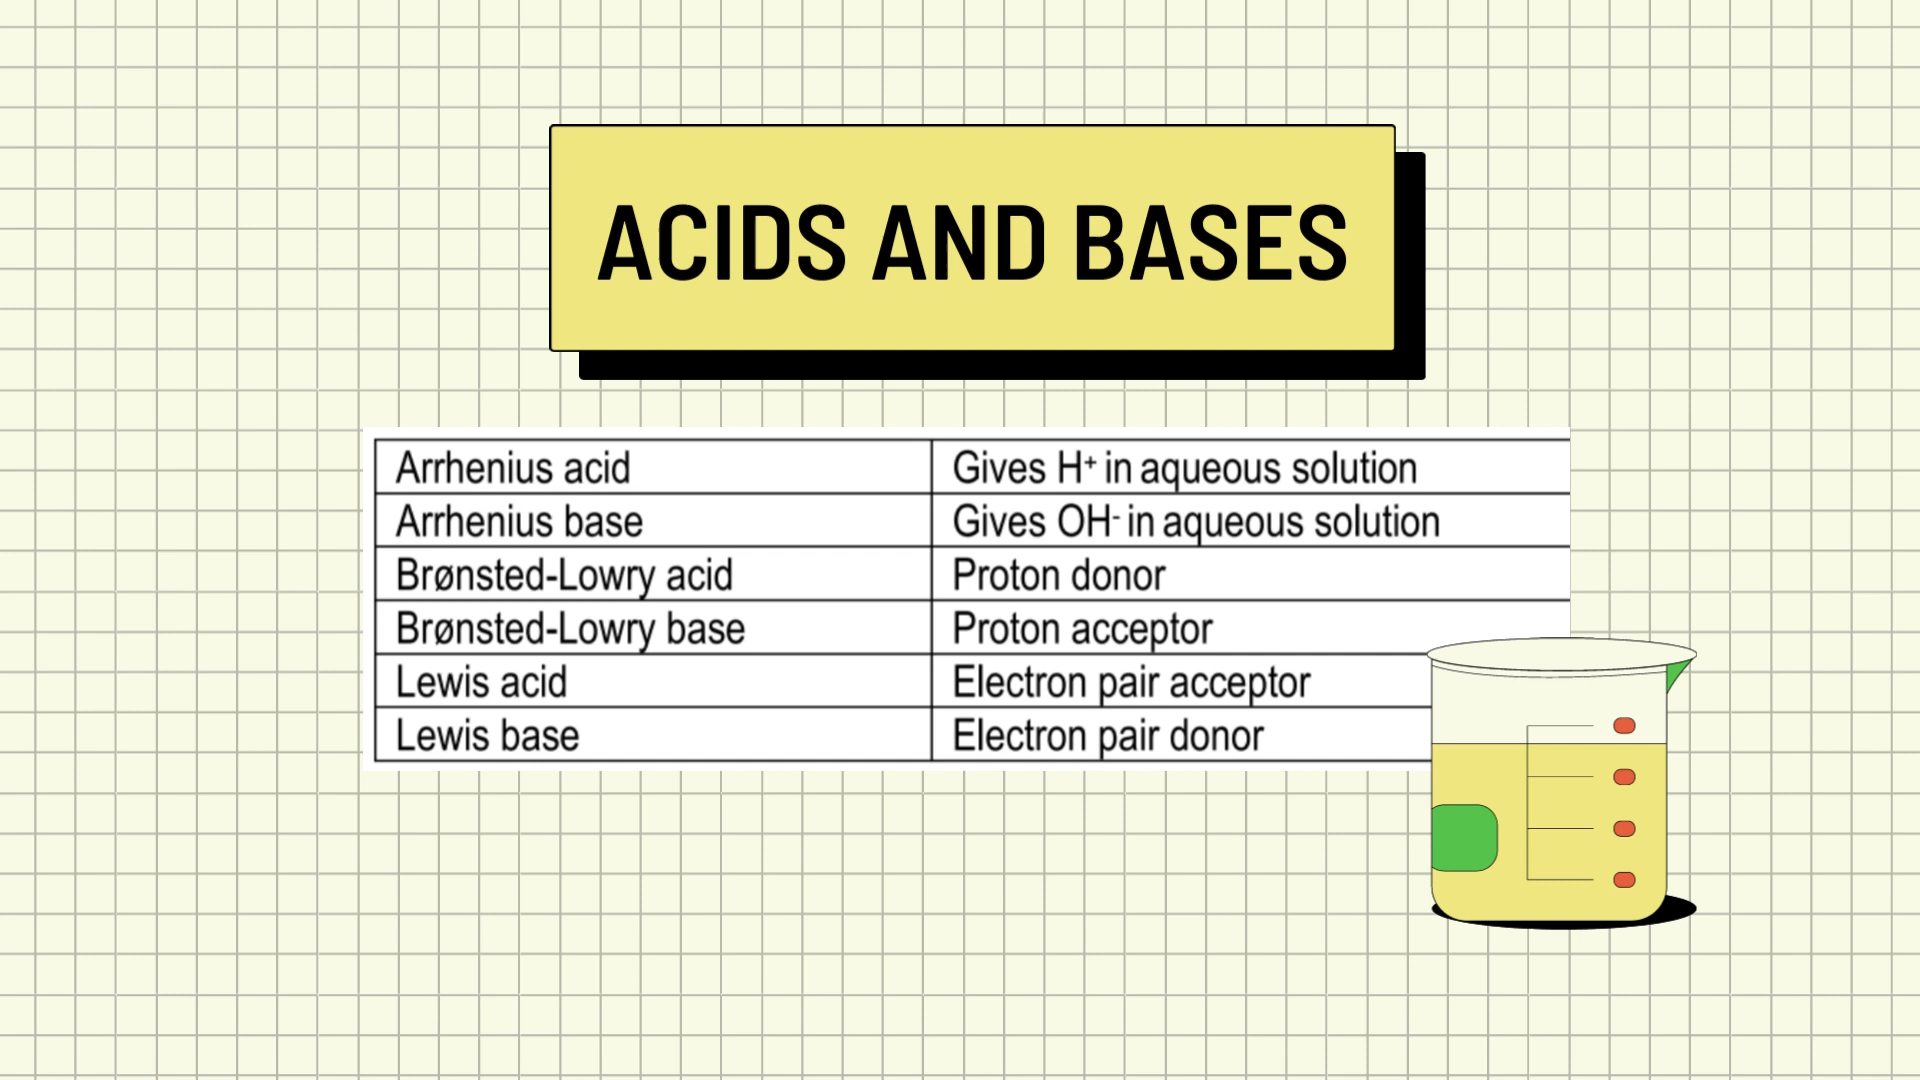 ACIDS AND BASES
Arrhenius acid Gives H⁺ in aqueous solution
Arrhenius base Gives OH⁻ in aqueous solution
Brønsted-Lowry acid Proton donor
Brønsted-Lowry base Proton acceptor
Lewis acid Electron pair acceptor
Lewis base Electron pair donor